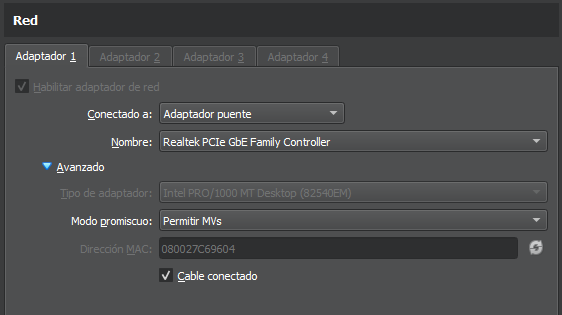 Red
Adaptador 1 Adaptador 2 Adaptador 3 Adaptador 4
Habilitar adaptador de red
Conectado a: Adaptador puente
Nombre: Realtek PCIe GbE Family Controller
Avanzado
Tipo de adaptador: Intel PRO/1000 MT Desktop (82540EM)
Modo promiscuo: Permitir MVs
Dirección MAC: 080027C69604
Cable conectado